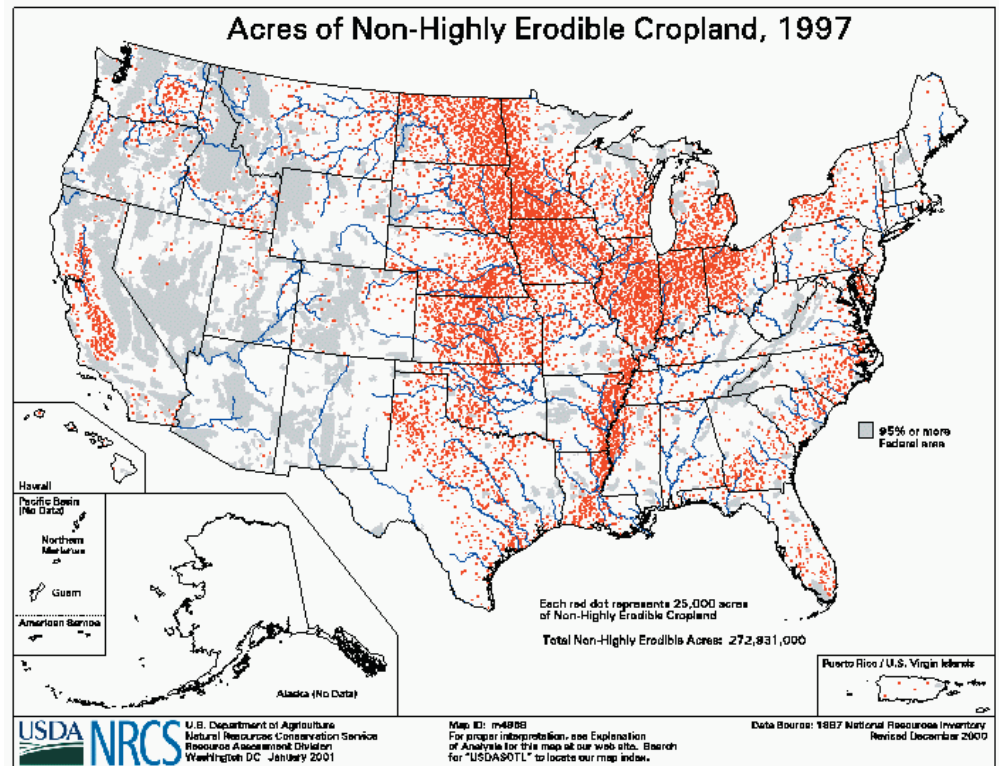 Acres of Non-Highly Erodible Cropland, 1997
95% or more
Federal area
Hawaii
Pacific Basin
(No Data)
Northern
Marianas
Guam
American Samoa
Alaska (No Data)
Each red dot represents 25,000 acres
of Non-Highly Erodible Cropland
Total Non-Highly Erodible Acres: 272,931,000
Puerto Rico / U.S. Virgin Islands
USDA
NRCS
U.S. Department of Agriculture
Natural Resources Conservation Service
Resource Assessment Division
Washington DC January 2001
Map ID:
For proper interpretation, see Explanation
of Analysis for this map at our web site. Search
for "USDASOTL" to locate our map index.
Data Source: 1997 National Resources Inventory
Revised December 2000